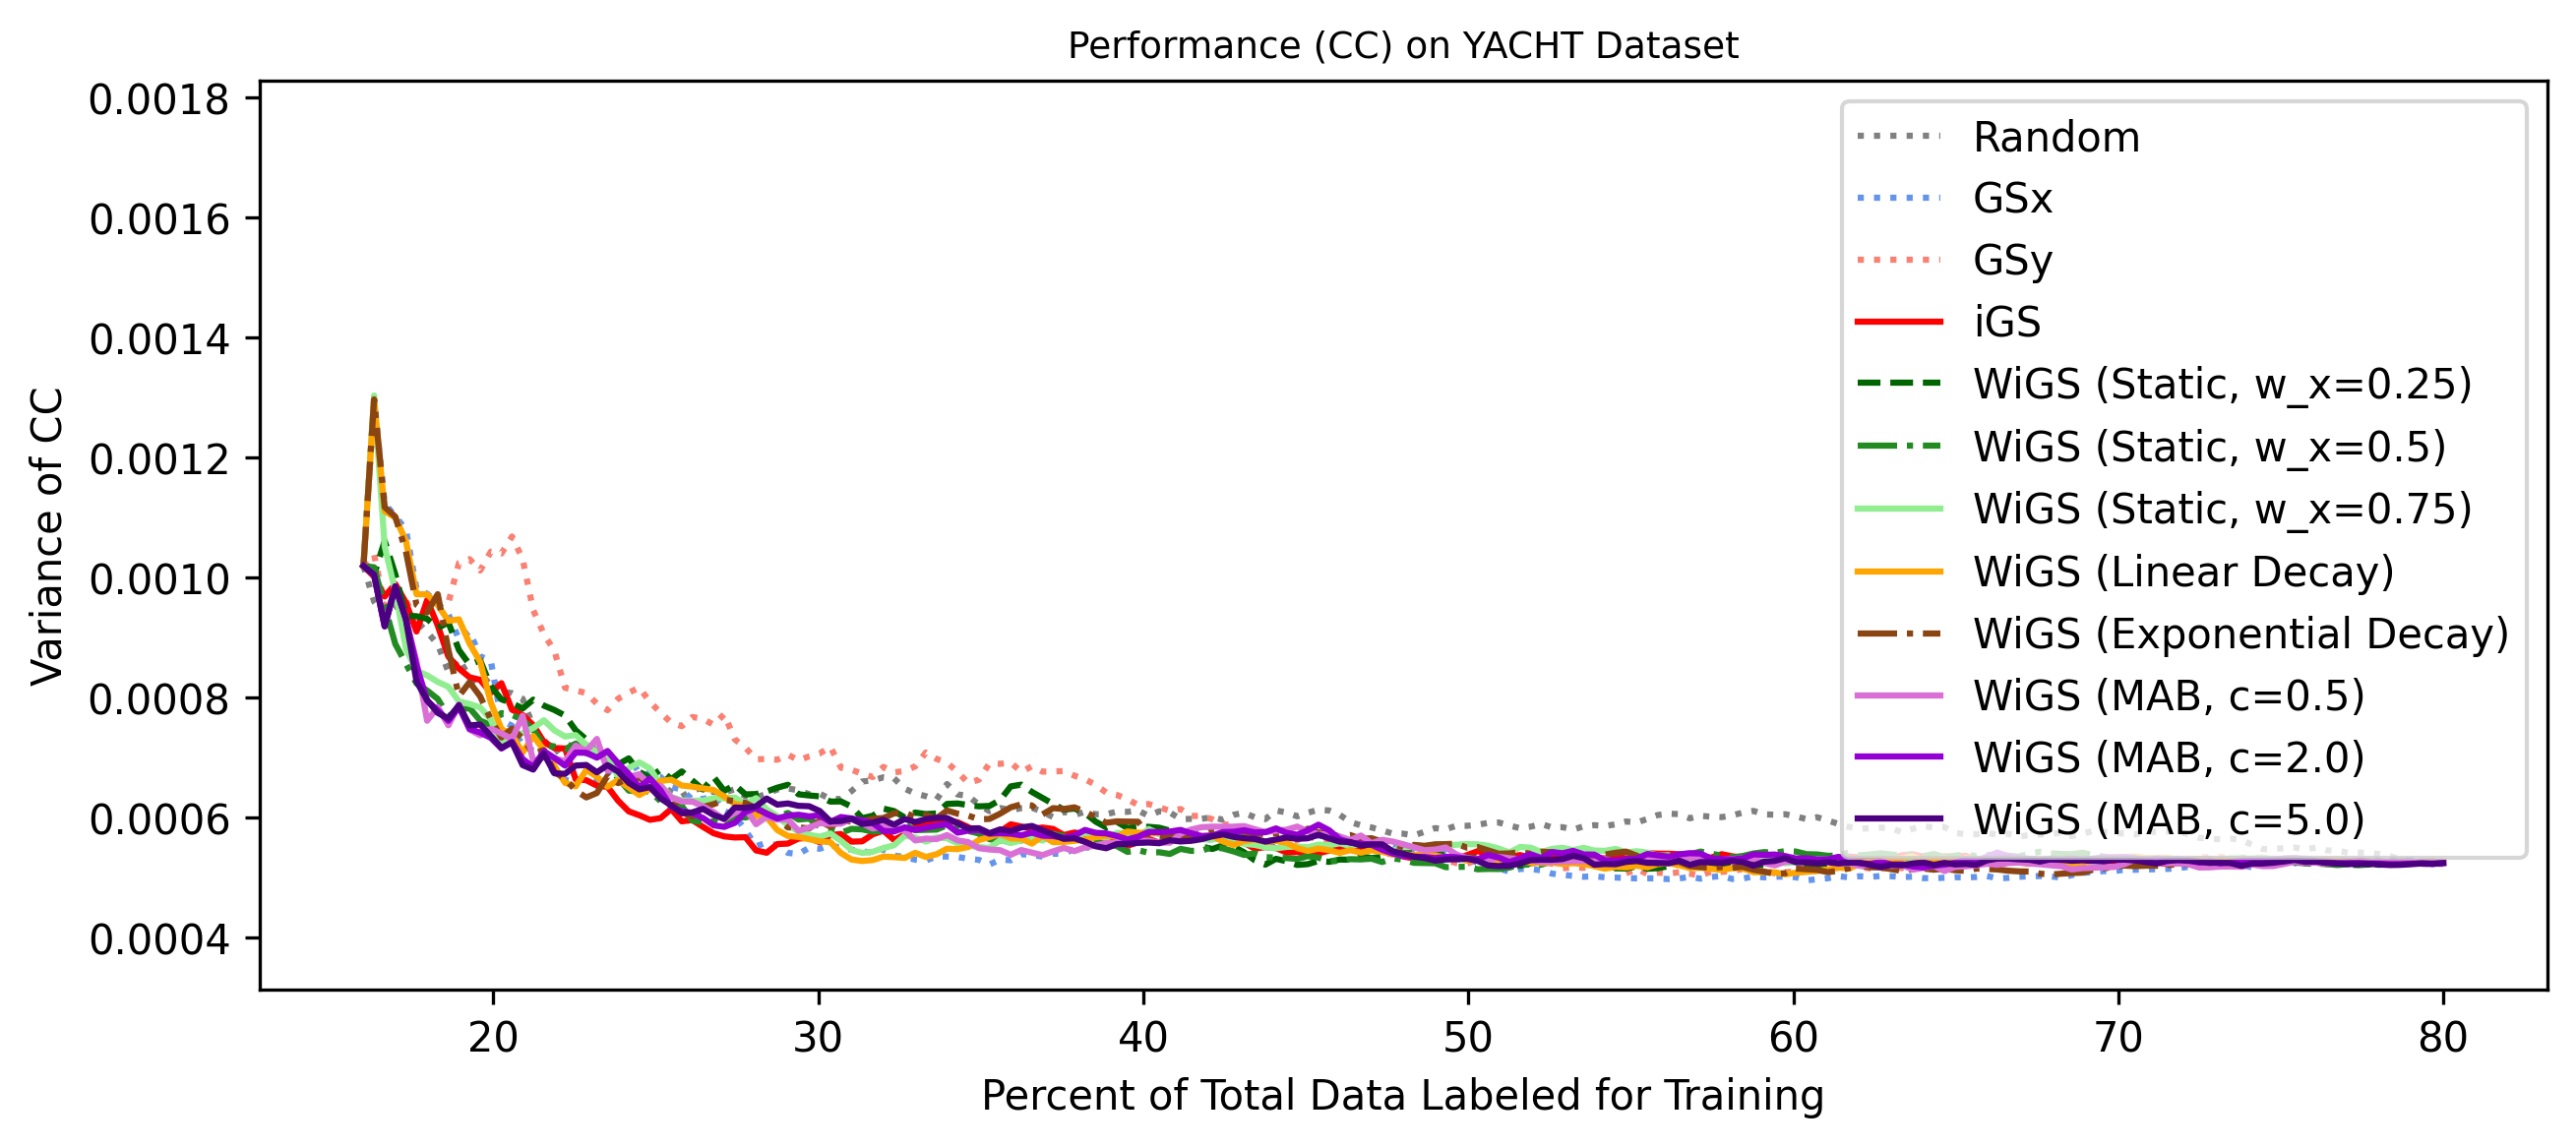 Performance (CC) on YACHT Dataset
0.0018
0.0016
0.0014
0.0012
0.0010
0.0008
0.0006
0.0004
Variance of CC
Random
GSx
GSy
iGS
WiGS (Static, w_x=0.25)
WiGS (Static, w_x=0.5)
WiGS (Static, w_x=0.75)
WiGS (Linear Decay)
WiGS (Exponential Decay)
WiGS (MAB, c=0.5)
WiGS (MAB, c=2.0)
WiGS (MAB, c=5.0)
20 30 40 50 60 70 80
Percent of Total Data Labeled for Training